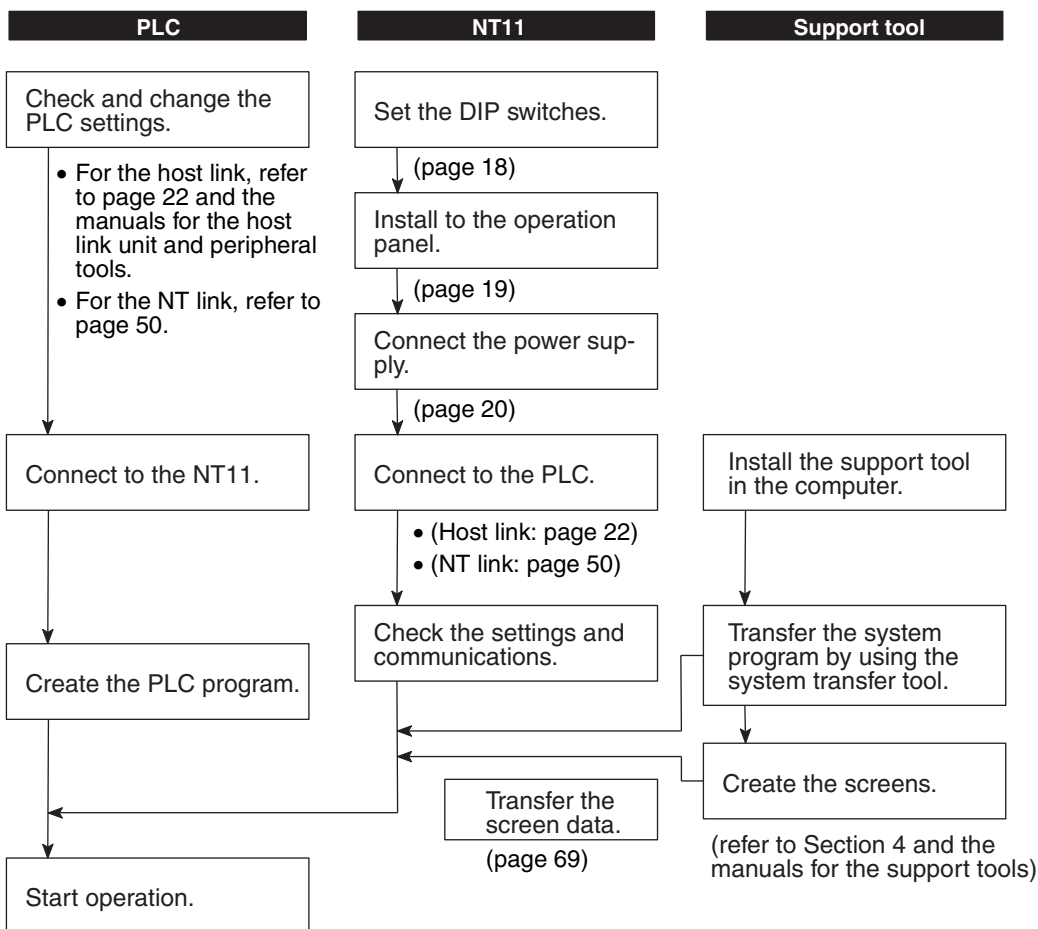 PLC
NT11
Support tool
Check and change the
PLC settings.
Set the DIP switches.
• For the host link, refer
to page 22 and the
manuals for the host
link unit and peripheral
tools.
• For the NT link, refer to
page 50.
(page 18)
Install to the operation
panel.
(page 19)
Connect the power sup-
ply.
(page 20)
Connect to the NT11.
Connect to the PLC.
Install the support tool
in the computer.
• (Host link: page 22)
• (NT link: page 50)
Check the settings and
communications.
Transfer the system
program by using the
system transfer tool.
Create the PLC program.
Create the screens.
Transfer the
screen data.
(page 69)
(refer to Section 4 and the
manuals for the support tools)
Start operation.